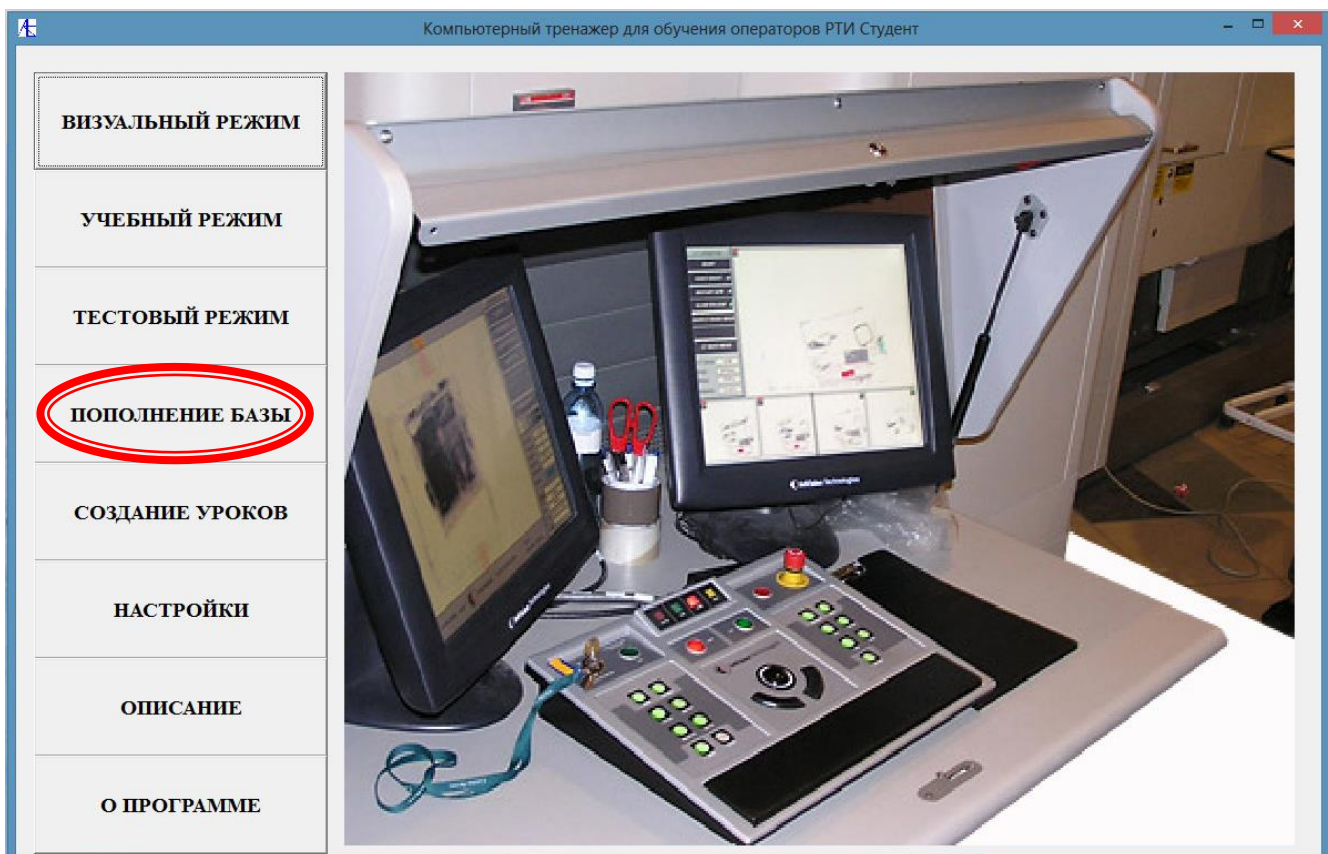 Компьютерный тренажер для обучения операторов РТИ Студент
ВИЗУАЛЬНЫЙ РЕЖИМ
УЧЕБНЫЙ РЕЖИМ
ТЕСТОВЫЙ РЕЖИМ
ПОПОЛНЕНИЕ БАЗЫ
СОЗДАНИЕ УРОКОВ
НАСТРОЙКИ
ОПИСАНИЕ
О ПРОГРАММЕ